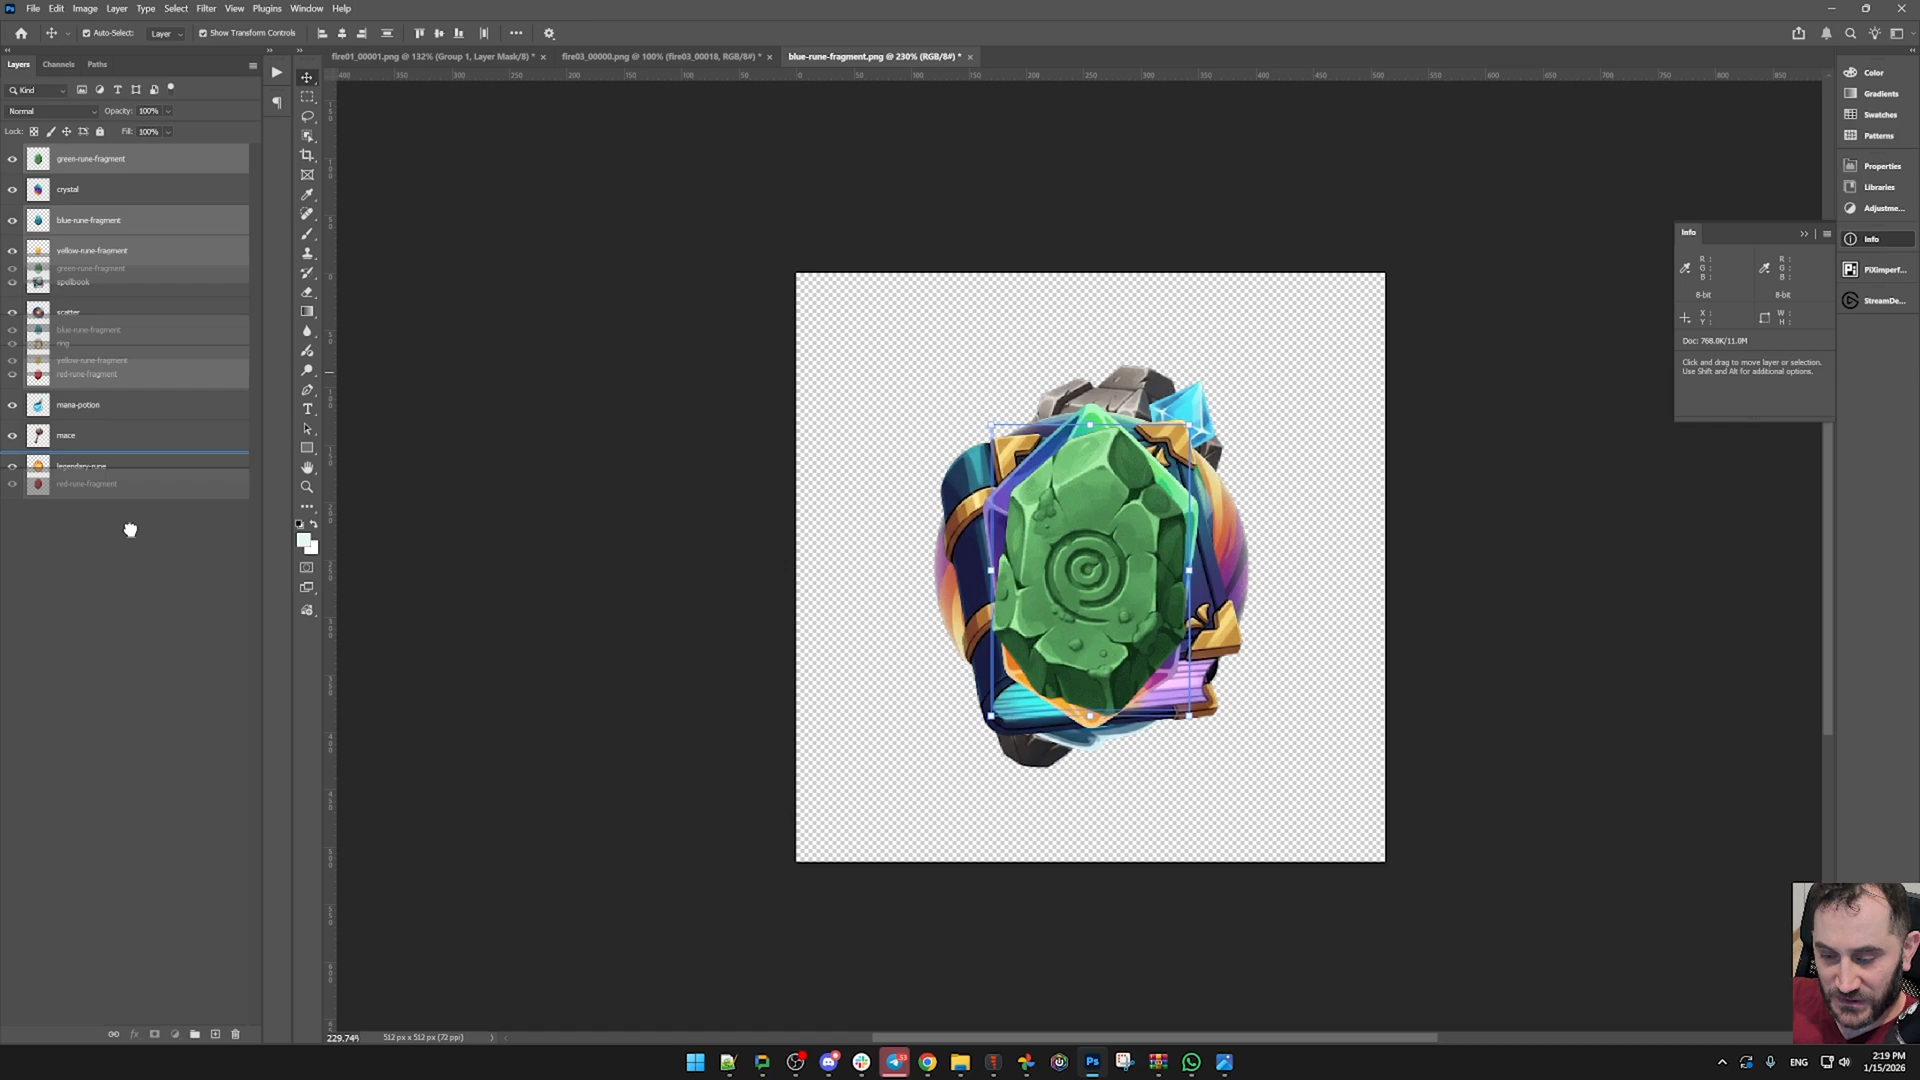 File Edit Image Layer Type Select Filter View Plugins Window Help
Auto-Select: Layer Show Transform Controls
fire01_00001.png @ 132% (Group 1, Layer Mask/8) *
fire03_00000.png @ 100% (fire03_00018, RGB/8#) *
blue-rune-fragment.png @ 230% (RGB/8#) *
Layers Channels Paths
Kind
Normal Opacity: 100%
Lock: Fill: 100%
green-rune-fragment
crystal
blue-rune-fragment
yellow-rune-fragment
green-rune-fragment
spellbook
scatter
blue-rune-fragment
ring
yellow-rune-fragment
red-rune-fragment
mana-potion
mace
legendary-rune
red-rune-fragment
Color
Gradients
Swatches
Patterns
Properties
Libraries
Adjustme...
Info
PiXimperf...
StreamDe...
Info
R: R:
G: G:
B: B:
8-bit 8-bit
X: W:
Y: H:
Doc: 768.0K/11.0M
Click and drag to move layer or selection.
Use Shift and Alt for additional options.
229.74% 512 px x 512 px (72 ppi)
ENG
2:19 PM
1/15/2026